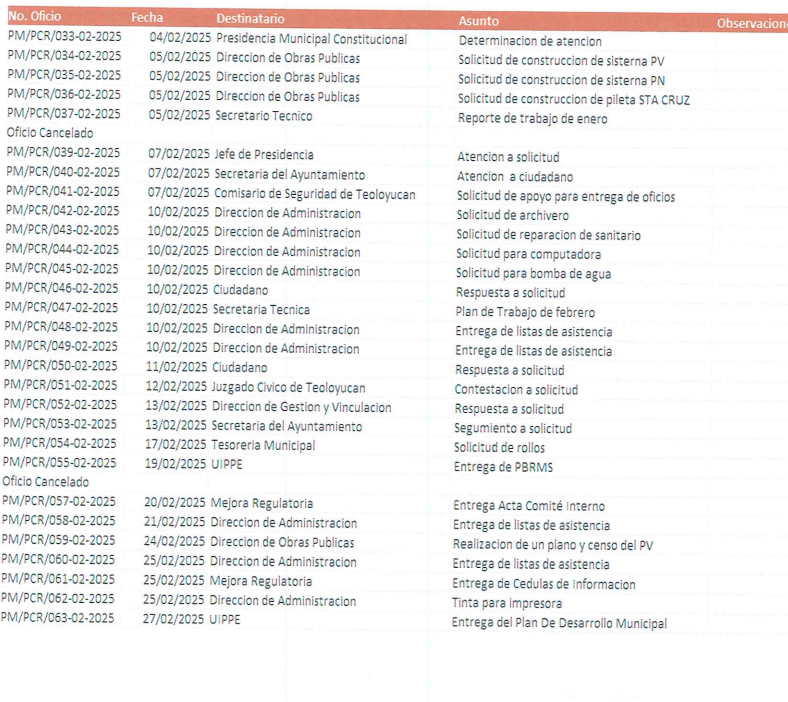 No. Oficio Fecha Destinatario Asunto Observacione
PM/PCR/033-02-2025 04/02/2025 Presidencia Municipal Constitucional Determinacion de atencion
PM/PCR/034-02-2025 05/02/2025 Direccion de Obras Publicas Solicitud de construccion de sisterna PV
PM/PCR/035-02-2025 05/02/2025 Direccion de Obras Publicas Solicitud de construccion de sisterna PN
PM/PCR/036-02-2025 05/02/2025 Direccion de Obras Publicas Solicitud de construccion de pileta STA CRUZ
PM/PCR/037-02-2025 05/02/2025 Secretario Tecnico Reporte de trabajo de enero
Oficio Cancelado
PM/PCR/039-02-2025 07/02/2025 Jefe de Presidencia Atencion a solicitud
PM/PCR/040-02-2025 07/02/2025 Secretaria del Ayuntamiento Atencion a ciudadano
PM/PCR/041-02-2025 07/02/2025 Comisario de Seguridad de Teoloyucan Solicitud de apoyo para entrega de oficios
PM/PCR/042-02-2025 10/02/2025 Direccion de Administracion Solicitud de archivero
PM/PCR/043-02-2025 10/02/2025 Direccion de Administracion Solicitud de reparacion de sanitario
PM/PCR/044-02-2025 10/02/2025 Direccion de Administracion Solicitud para computadora
PM/PCR/045-02-2025 10/02/2025 Direccion de Administracion Solicitud para bomba de agua
PM/PCR/046-02-2025 10/02/2025 Ciudadano Respuesta a solicitud
PM/PCR/047-02-2025 10/02/2025 Secretaria Tecnica Plan de Trabajo de febrero
PM/PCR/048-02-2025 10/02/2025 Direccion de Administracion Entrega de listas de asistencia
PM/PCR/049-02-2025 10/02/2025 Direccion de Administracion Entrega de listas de asistencia
PM/PCR/050-02-2025 11/02/2025 Ciudadano Respuesta a solicitud
PM/PCR/051-02-2025 12/02/2025 Juzgado Civico de Teoloyucan Contestacion a solicitud
PM/PCR/052-02-2025 13/02/2025 Direccion de Gestion y Vinculacion Respuesta a solicitud
PM/PCR/053-02-2025 13/02/2025 Secretaria del Ayuntamiento Segumiento a solicitud
PM/PCR/054-02-2025 17/02/2025 Tesoreria Municipal Solicitud de rollos
PM/PCR/055-02-2025 19/02/2025 UIPPE Entrega de PBRMS
Oficio Cancelado
PM/PCR/057-02-2025 20/02/2025 Mejora Regulatoria Entrega Acta Comité Interno
PM/PCR/058-02-2025 21/02/2025 Direccion de Administracion Entrega de listas de asistencia
PM/PCR/059-02-2025 24/02/2025 Direccion de Obras Publicas Realizacion de un plano y censo del PV
PM/PCR/060-02-2025 25/02/2025 Direccion de Administracion Entrega de listas de asistencia
PM/PCR/061-02-2025 25/02/2025 Mejora Regulatoria Entrega de Cedulas de Informacion
PM/PCR/062-02-2025 25/02/2025 Direccion de Administracion Tinta para impresora
PM/PCR/063-02-2025 27/02/2025 UIPPE Entrega del Plan De Desarrollo Municipal